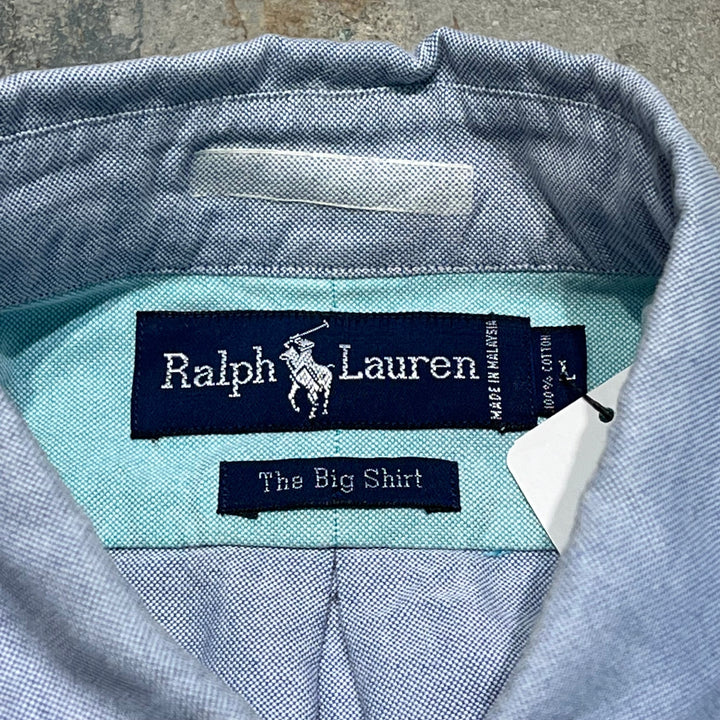 Ralph Lauren
MADE IN MALAYSIA
100% COTTON
L
The Big Shirt